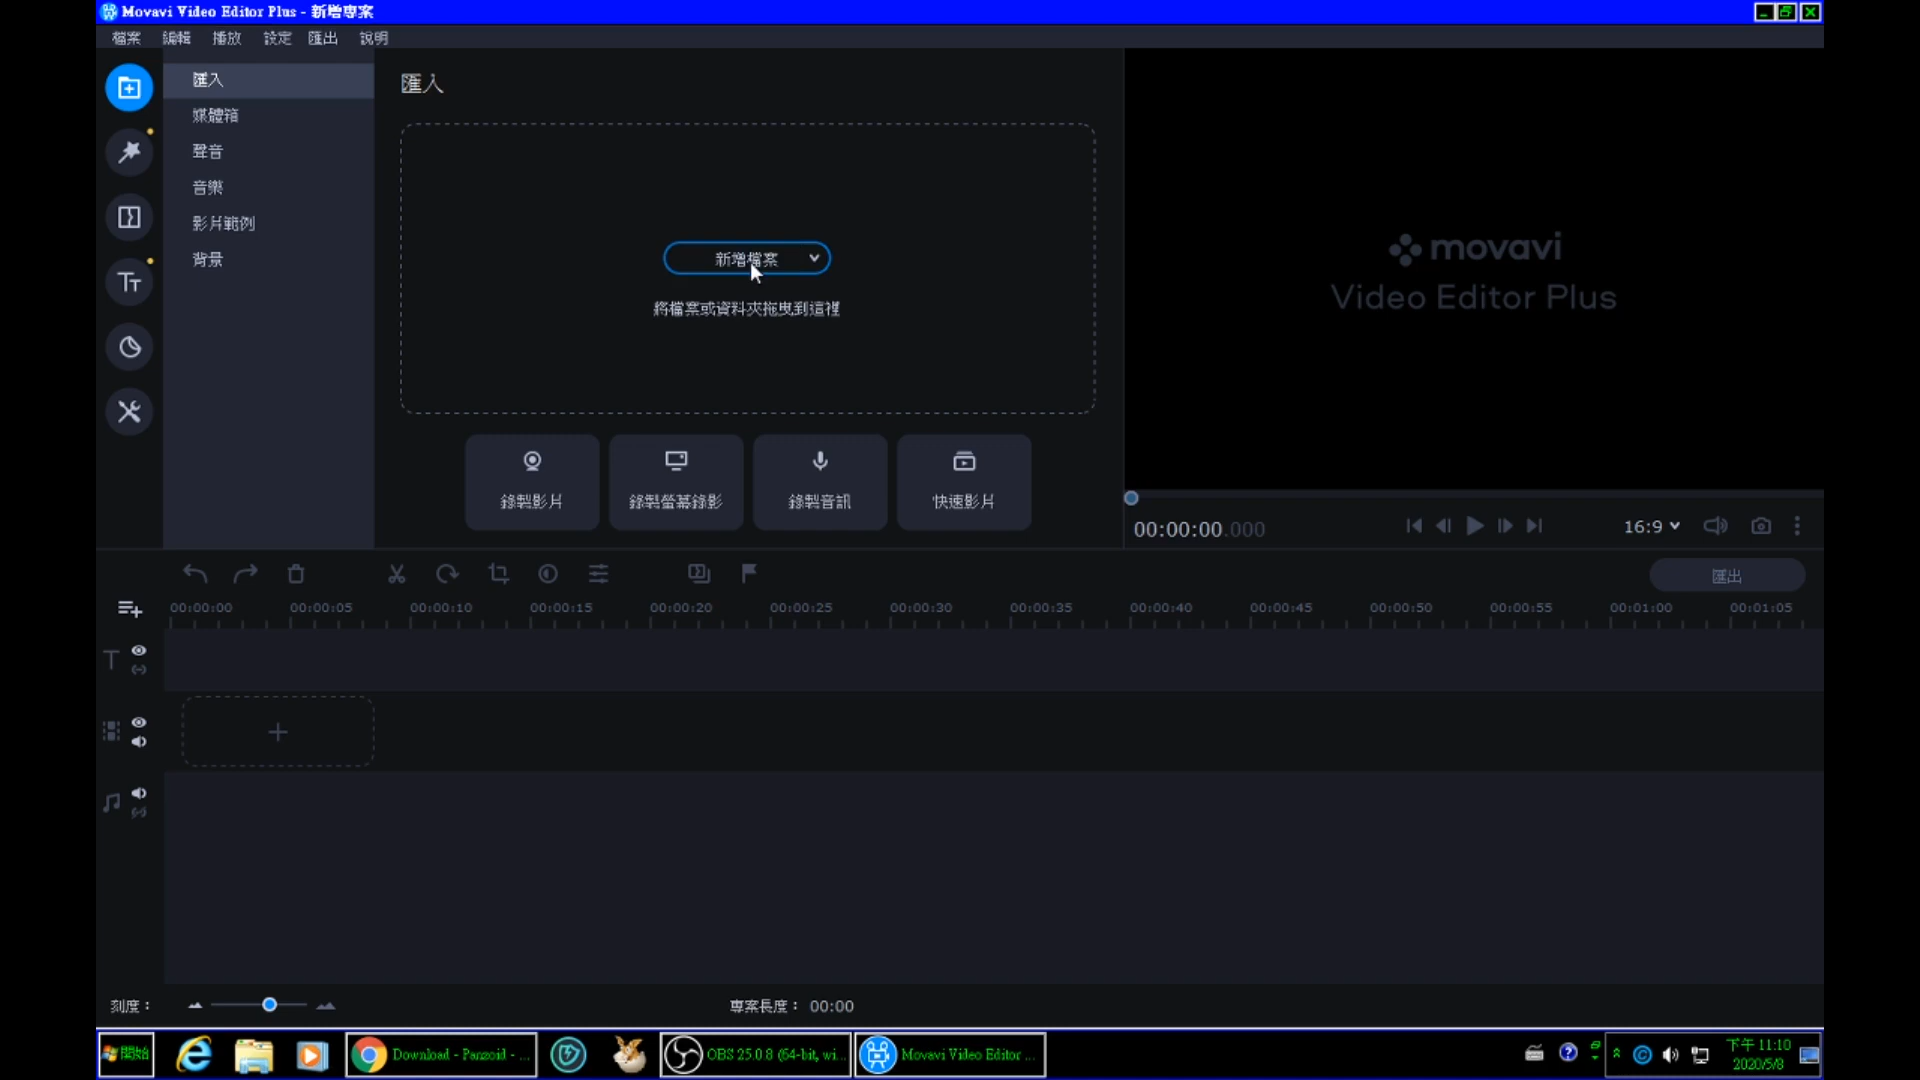 Movavi Video Editor Plus - 新增專案
檔案 編輯 播放 設定 匯出 說明
匯入
媒體箱
聲音
音樂
影片範例
背景
匯入
新增檔案
將檔案或資料夾拖曳到這裡
錄製影片 錄製螢幕錄影 錄製音訊 快速影片
movavi
Video Editor Plus
00:00:00.000
16:9
匯出
00:00:00 00:00:05 00:00:10 00:00:15 00:00:20 00:00:25 00:00:30 00:00:35 00:00:40 00:00:45 00:00:50 00:00:55 00:01:00 00:01:05
刻度：
專案長度： 00:00
開始
Download - Panzoid - ...
OBS 25.0.8 (64-bit, wi...
Movavi Video Editor ...
下午 11:10
2020/5/8